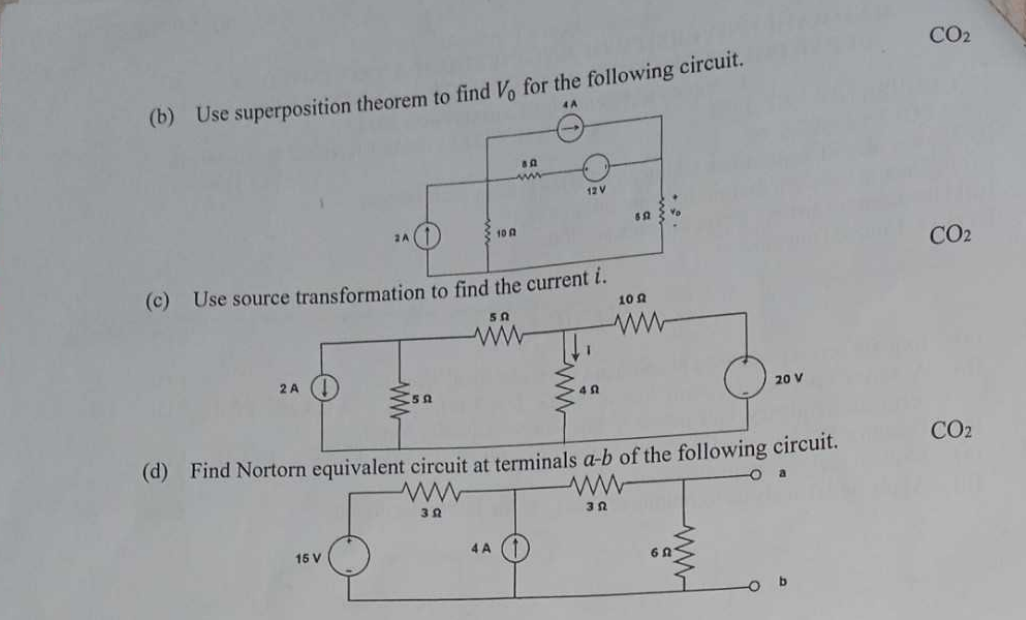 CO2
(b) Use superposition theorem to find V0 for the following circuit.
4 A
8 Ω
12 V
2 A
10 Ω
5 Ω
+
Vo
-
CO2
(c) Use source transformation to find the current i.
10 Ω
5 Ω
i
2 A
5 Ω
4 Ω
20 V
CO2
(d) Find Nortorn equivalent circuit at terminals a-b of the following circuit.
a
3 Ω
3 Ω
15 V
4 A
6 Ω
b